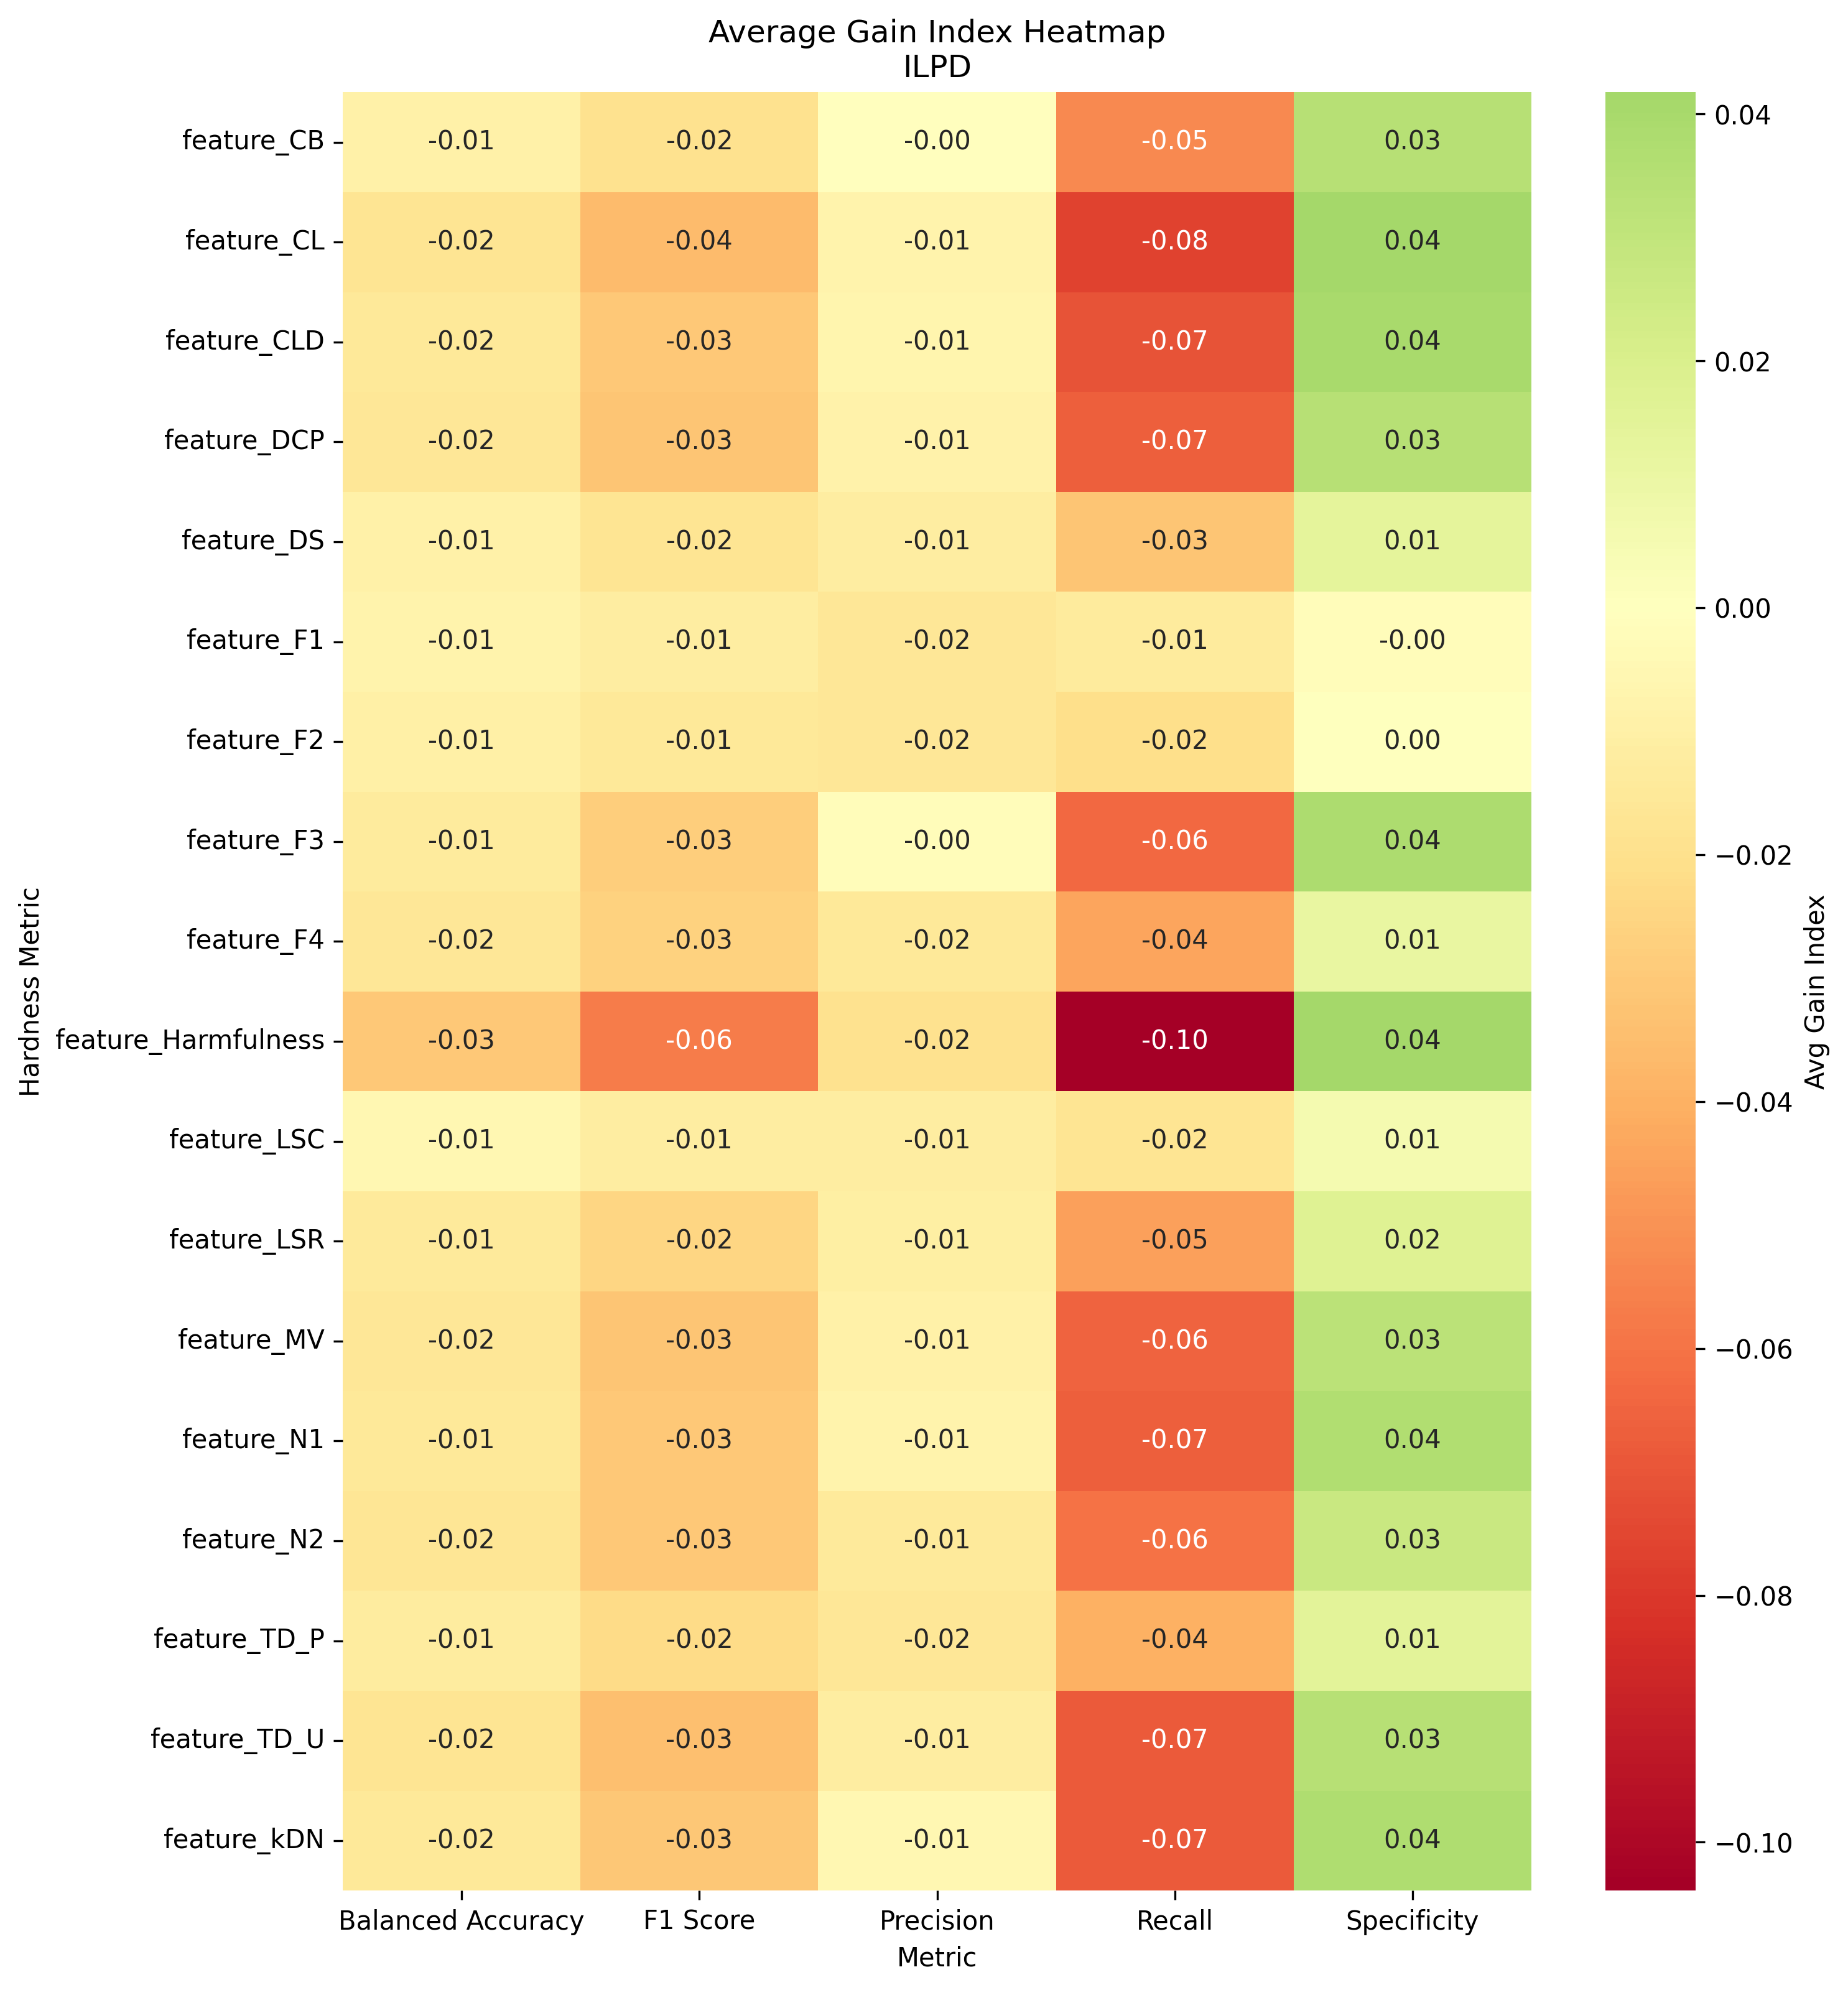 Average Gain Index Heatmap
ILPD
Hardness Metric
feature_CB -0.01 -0.02 -0.00 -0.05 0.03
feature_CL -0.02 -0.04 -0.01 -0.08 0.04
feature_CLD -0.02 -0.03 -0.01 -0.07 0.04
feature_DCP -0.02 -0.03 -0.01 -0.07 0.03
feature_DS -0.01 -0.02 -0.01 -0.03 0.01
feature_F1 -0.01 -0.01 -0.02 -0.01 -0.00
feature_F2 -0.01 -0.01 -0.02 -0.02 0.00
feature_F3 -0.01 -0.03 -0.00 -0.06 0.04
feature_F4 -0.02 -0.03 -0.02 -0.04 0.01
feature_Harmfulness -0.03 -0.06 -0.02 -0.10 0.04
feature_LSC -0.01 -0.01 -0.01 -0.02 0.01
feature_LSR -0.01 -0.02 -0.01 -0.05 0.02
feature_MV -0.02 -0.03 -0.01 -0.06 0.03
feature_N1 -0.01 -0.03 -0.01 -0.07 0.04
feature_N2 -0.02 -0.03 -0.01 -0.06 0.03
feature_TD_P -0.01 -0.02 -0.02 -0.04 0.01
feature_TD_U -0.02 -0.03 -0.01 -0.07 0.03
feature_kDN -0.02 -0.03 -0.01 -0.07 0.04
Balanced Accuracy F1 Score Precision Recall Specificity
Metric
0.04
0.02
0.00
−0.02
−0.04
−0.06
−0.08
−0.10
Avg Gain Index